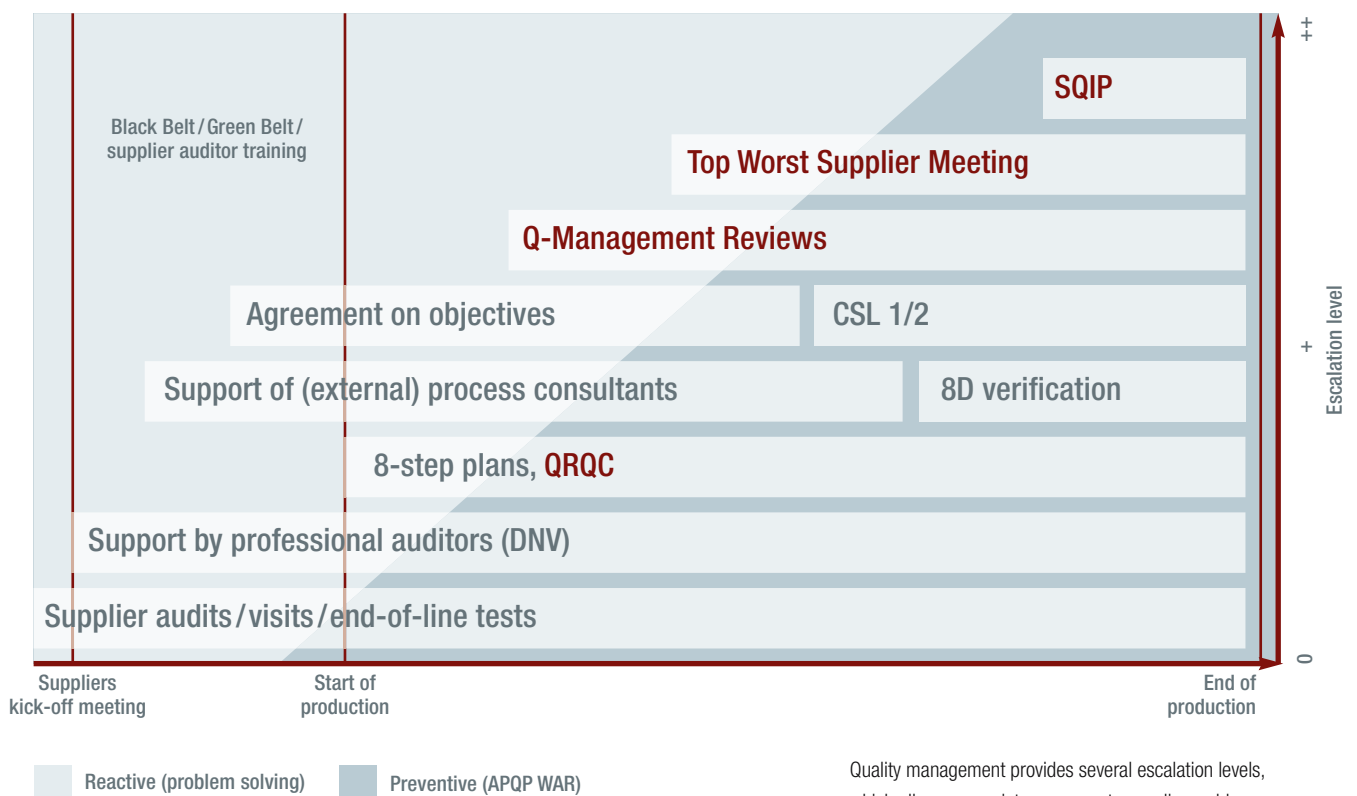 ++
SQIP
Black Belt / Green Belt /
supplier auditor training
Top Worst Supplier Meeting
Q-Management Reviews
Agreement on objectives
CSL 1/2
Escalation level
+
Support of (external) process consultants
8D verification
8-step plans, QRQC
Support by professional auditors (DNV)
Supplier audits / visits / end-of-line tests
0
Suppliers
kick-off meeting
Start of
production
End of
production
Reactive (problem solving)
Preventive (APQP WAR)
Quality management provides several escalation levels,